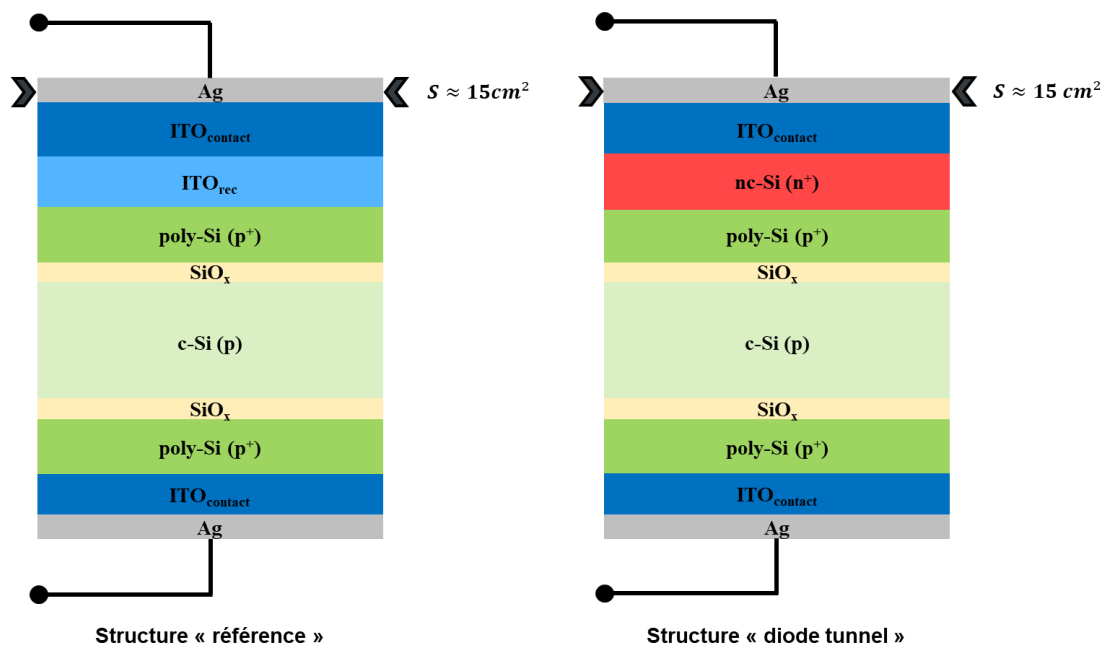 Ag
S ≈ 15cm²
ITOcontact
ITOrec
poly-Si (p⁺)
SiOₓ
c-Si (p)
SiOₓ
poly-Si (p⁺)
ITOcontact
Ag
Structure « référence »
Ag
S ≈ 15 cm²
ITOcontact
nc-Si (n⁺)
poly-Si (p⁺)
SiOₓ
c-Si (p)
SiOₓ
poly-Si (p⁺)
ITOcontact
Ag
Structure « diode tunnel »